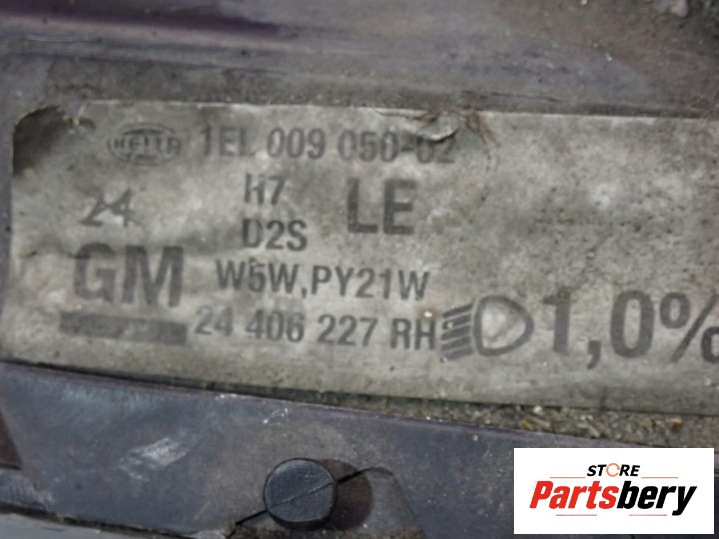 HELLA 1EL 009 050-02
24 H7 LE
D2S
GM W5W,PY21W
24 406 227 RH 1,0%
STORE
Partsbery